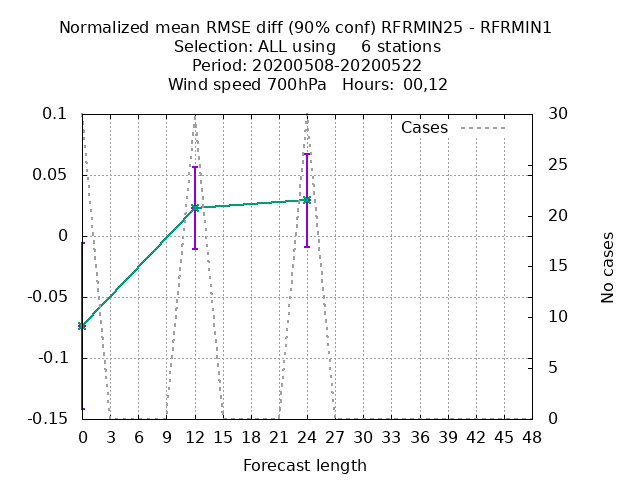 Normalized mean RMSE diff (90% conf) RFRMIN25 - RFRMIN1
Selection: ALL using     6 stations
Period: 20200508-20200522
Wind speed 700hPa   Hours: 00,12
Cases
0.1
0.05
0
-0.05
-0.1
-0.15
30
25
20
15
10
5
0
No cases
0 3 6 9 12 15 18 21 24 27 30 33 36 39 42 45 48
Forecast length